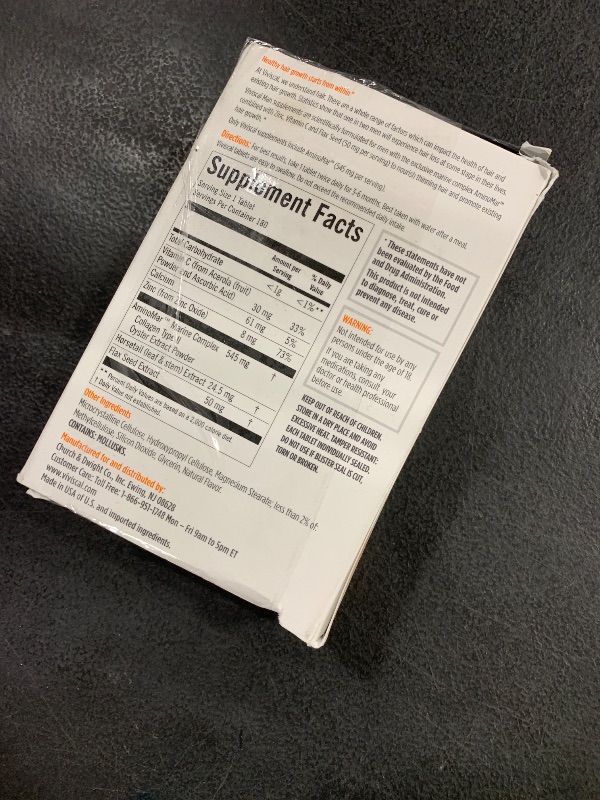 Healthy hair growth starts from within.*
At Viviscal, we understand hair. There are a whole range of factors which can impact the health of hair and
existing hair growth. Statistics show that one in two men will experience hair loss at some stage in their lives.
Viviscal Man supplements are scientifically formulated for men with the exclusive marine complex AminoMar™
combined with Zinc, Vitamin C and Flax Seed (50 mg per serving) to nourish thinning hair and promote existing
hair growth.*
Only Viviscal supplements include AminoMar™ (545 mg per serving).
Directions: For best results, take 1 tablet twice daily for 3-6 months. Best taken with water after a meal.
Viviscal tablets are easy to swallow. Do not exceed the recommended daily intake.
Supplement Facts
Serving Size 1 Tablet
Servings Per Container 180
Amount per Serving % Daily Value
Total Carbohydrate <1g <1%**
Vitamin C (from Acerola (fruit)
Powder and Ascorbic Acid) 30 mg 33%
Calcium 61 mg 5%
Zinc (from Zinc Oxide) 8 mg 73%
AminoMar™ Marine Complex 545 mg †
Collagen Type II
Oyster Extract Powder
Horsetail (leaf & stem) Extract 24.5 mg †
Flax Seed Extract 50 mg †
** Percent Daily Values are based on a 2,000 calorie diet.
† Daily Value not established.
Other Ingredients
Microcrystalline Cellulose, Hydroxypropyl Cellulose, Magnesium Stearate, less than 2% of:
Methylcellulose, Silicon Dioxide, Glycerin, Natural Flavor.
CONTAINS: MOLLUSKS.
Manufactured for and distributed by:
Church & Dwight Co., Inc. Ewing, NJ 08628
Customer Care: Toll Free: 1-866-951-1748 Mon – Fri 9am to 5pm ET
www.viviscal.com
Made in USA of U.S. and imported ingredients.
* These statements have not
been evaluated by the Food
and Drug Administration.
This product is not intended
to diagnose, treat, cure or
prevent any disease.
WARNING:
Not intended for use by any
persons under the age of 18.
If you are taking any
medications, consult your
doctor or health professional
before use.
KEEP OUT OF REACH OF CHILDREN.
STORE IN A DRY PLACE AND AVOID
EXCESSIVE HEAT. TAMPER RESISTANT:
EACH TABLET INDIVIDUALLY SEALED.
DO NOT USE IF BLISTER SEAL IS CUT,
TORN OR BROKEN.